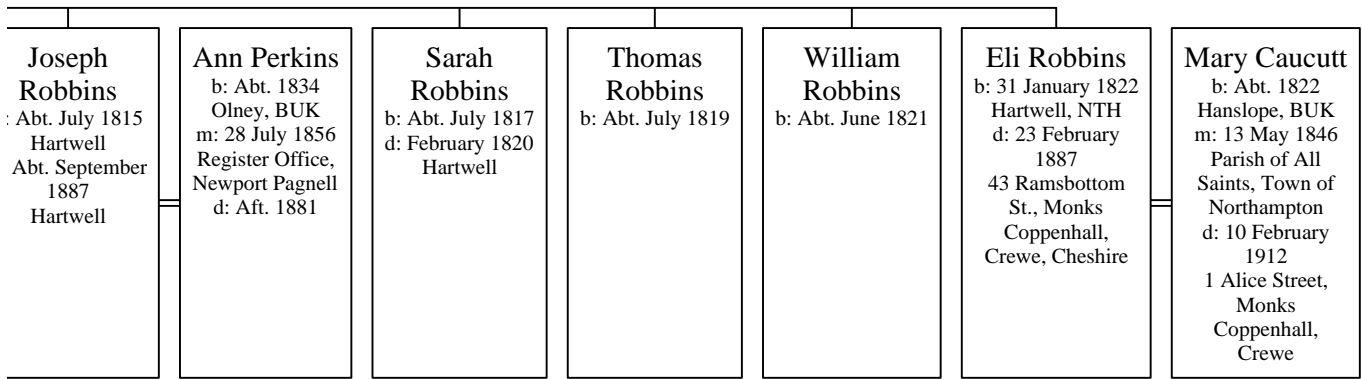 Joseph
Robbins
: Abt. July 1815
Hartwell
Abt. September
1887
Hartwell
Ann Perkins
b: Abt. 1834
Olney, BUK
m: 28 July 1856
Register Office,
Newport Pagnell
d: Aft. 1881
Sarah
Robbins
b: Abt. July 1817
d: February 1820
Hartwell
Thomas
Robbins
b: Abt. July 1819
William
Robbins
b: Abt. June 1821
Eli Robbins
b: 31 January 1822
Hartwell, NTH
d: 23 February
1887
43 Ramsbottom
St., Monks
Coppenhall,
Crewe, Cheshire
Mary Caucutt
b: Abt. 1822
Hanslope, BUK
m: 13 May 1846
Parish of All
Saints, Town of
Northampton
d: 10 February
1912
1 Alice Street,
Monks
Coppenhall,
Crewe